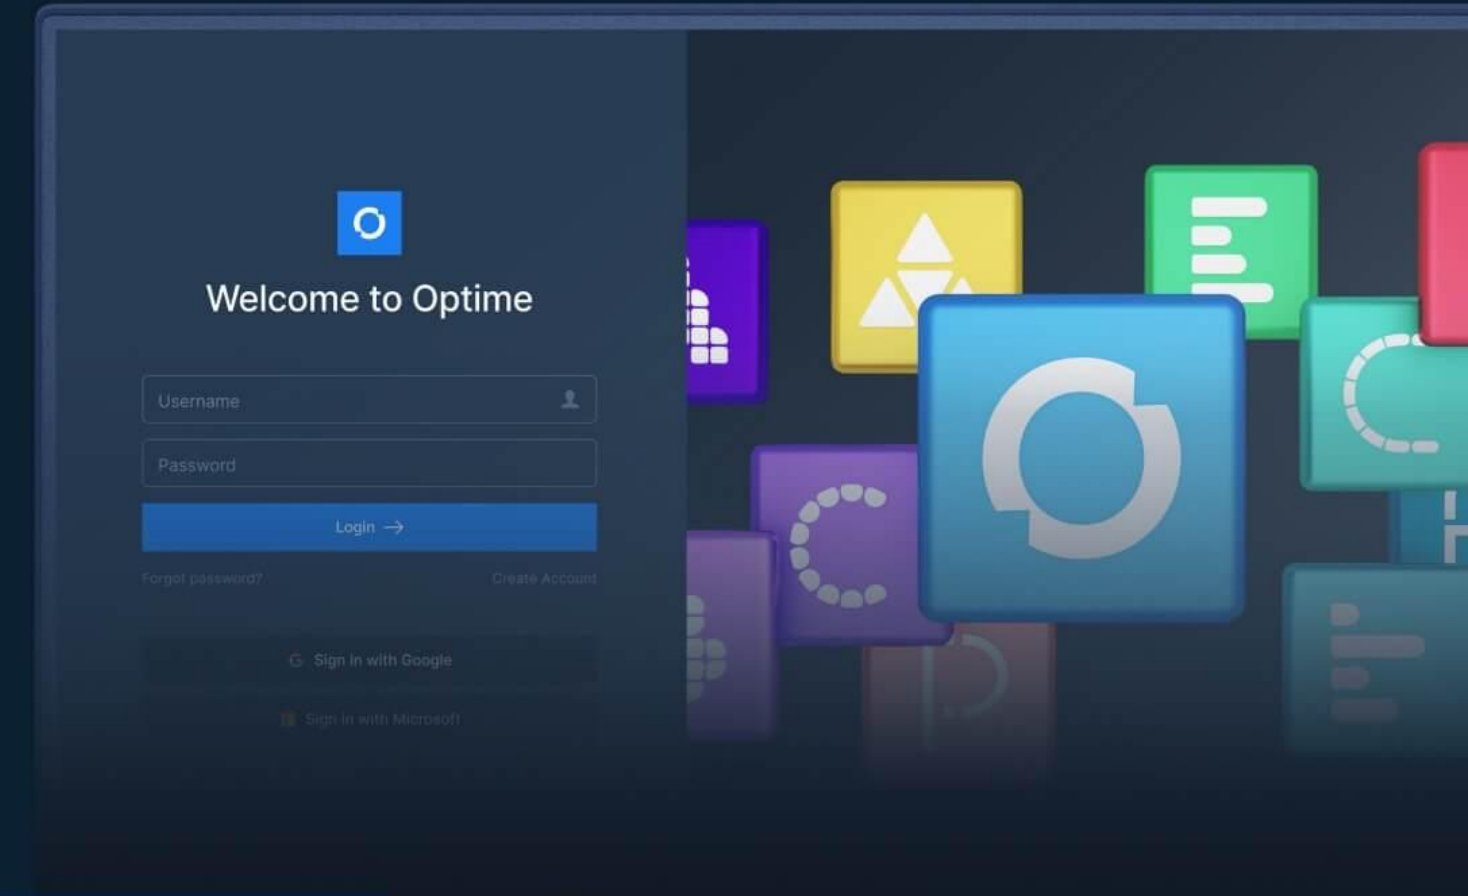 Welcome to Optime
Username
Password
Login →
Forgot password?
Create Account
Sign in with Google
Sign in with Microsoft